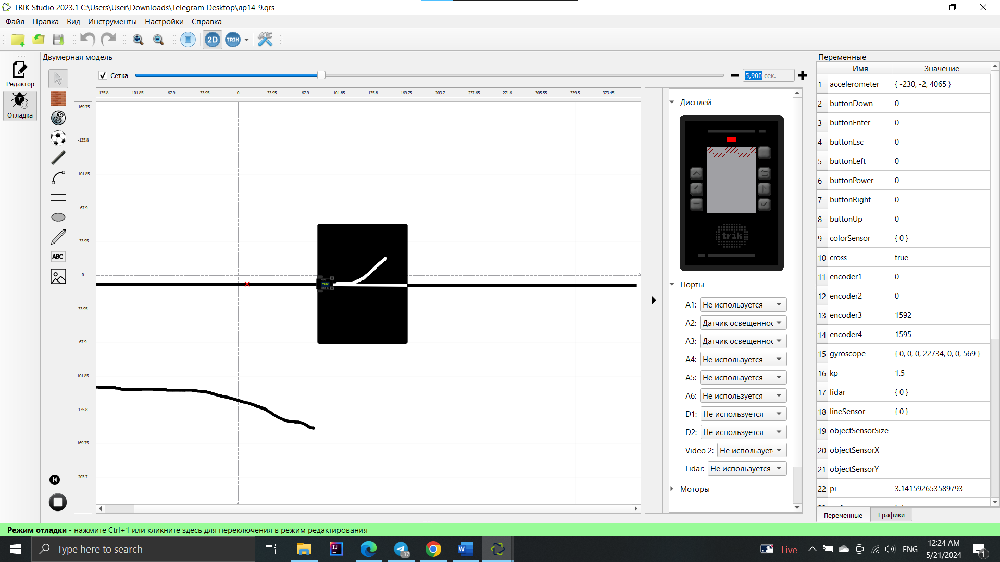 TRIK Studio 2023.1 C:\Users\User\Downloads\Telegram Desktop\лр14_9.qrs
Файл Правка Вид Инструменты Настройки Справка
2D TRIK
Двумерная модель
Переменные
Редактор
Отладка
ABC
Сетка
5,900 сек.
-135.8 -101.85 -67.9 -33.95 0 33.95 67.9 101.85 135.8 169.75 203.7 237.65 271.6 305.55 339.5 373.45
-169.75
-135.8
-101.85
-67.9
-33.95
0
33.95
67.9
101.85
135.8
169.75
203.7
TRIK
Дисплей
trik
Порты
A1: Не используется
A2: Датчик освещеннос
A3: Датчик освещеннос
A4: Не используется
A5: Не используется
A6: Не используется
D1: Не используется
D2: Не используется
Video 2: Не используетс
Lidar: Не используется
Моторы
Имя Значение
1 accelerometer { -230, -2, 4065 }
2 buttonDown 0
3 buttonEnter 0
4 buttonEsc 0
5 buttonLeft 0
6 buttonPower 0
7 buttonRight 0
8 buttonUp 0
9 colorSensor { 0 }
10 cross true
11 encoder1 0
12 encoder2 0
13 encoder3 1592
14 encoder4 1595
15 gyroscope { 0, 0, 0, 22734, 0, 0, 569 }
16 kp 1.5
17 lidar { 0 }
18 lineSensor { 0 }
19 objectSensorSize
20 objectSensorX
21 objectSensorY
22 pi 3.141592653589793
Переменные Графики
Режим отладки - нажмите Ctrl+1 или кликните здесь для переключения в режим редактирования
Type here to search
IJ
..37
W
Live
ENG
12:24 AM
5/21/2024
1